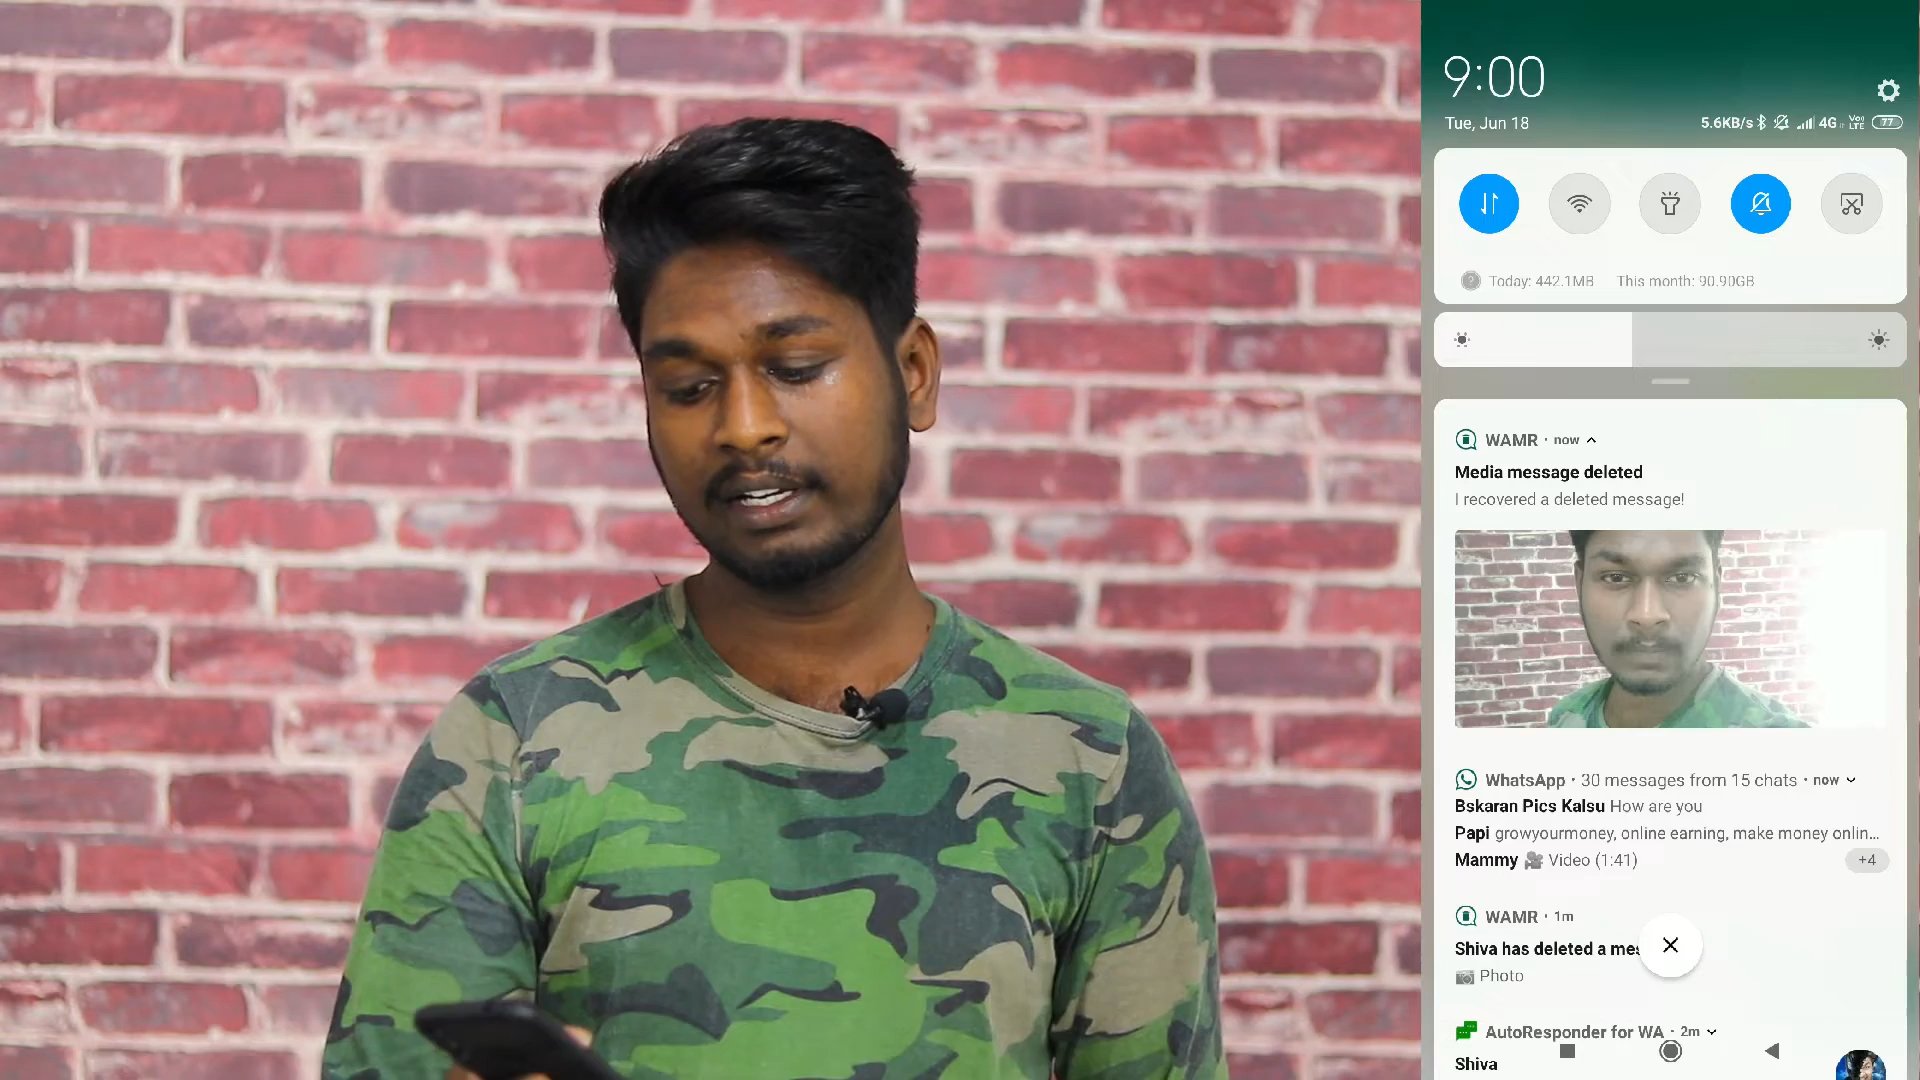 9:00
Tue, Jun 18
5.6KB/s 4G Vo LTE 77
Today: 442.1MB This month: 90.90GB
WAMR · now
Media message deleted
I recovered a deleted message!
WhatsApp · 30 messages from 15 chats · now
Bskaran Pics Kalsu How are you
Papi growyourmoney, online earning, make money onlin...
Mammy 🎥 Video (1:41)
+4
WAMR · 1m
Shiva has deleted a
📷 Photo
AutoResponder for WA · 2m
Shiva